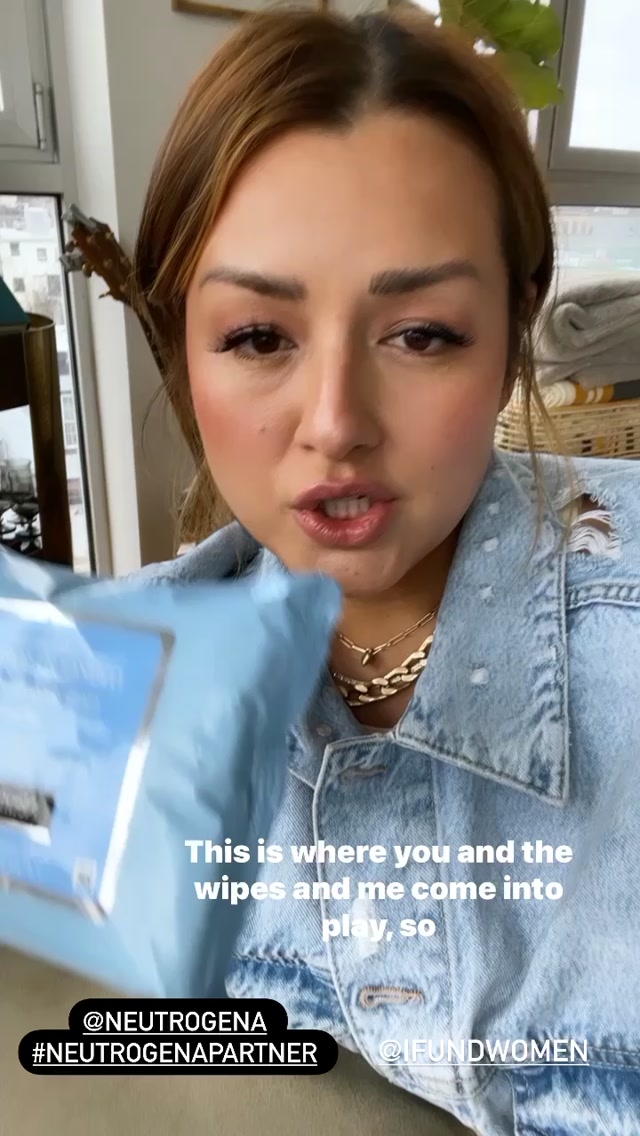 This is where you and the
wipes and me come into
play, so
@NEUTROGENA
#NEUTROGENAPARTNER
@IFUNDWOMEN